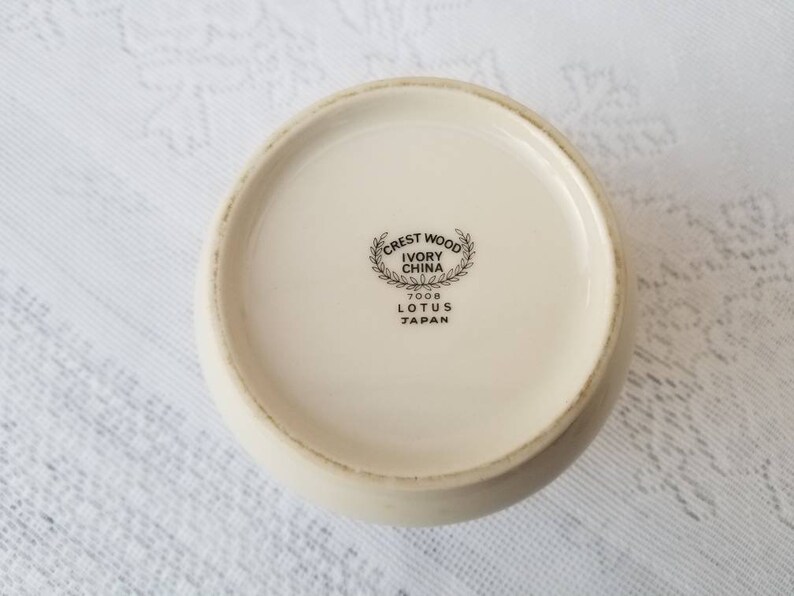 CREST WOOD
IVORY
CHINA
7008
LOTUS
JAPAN